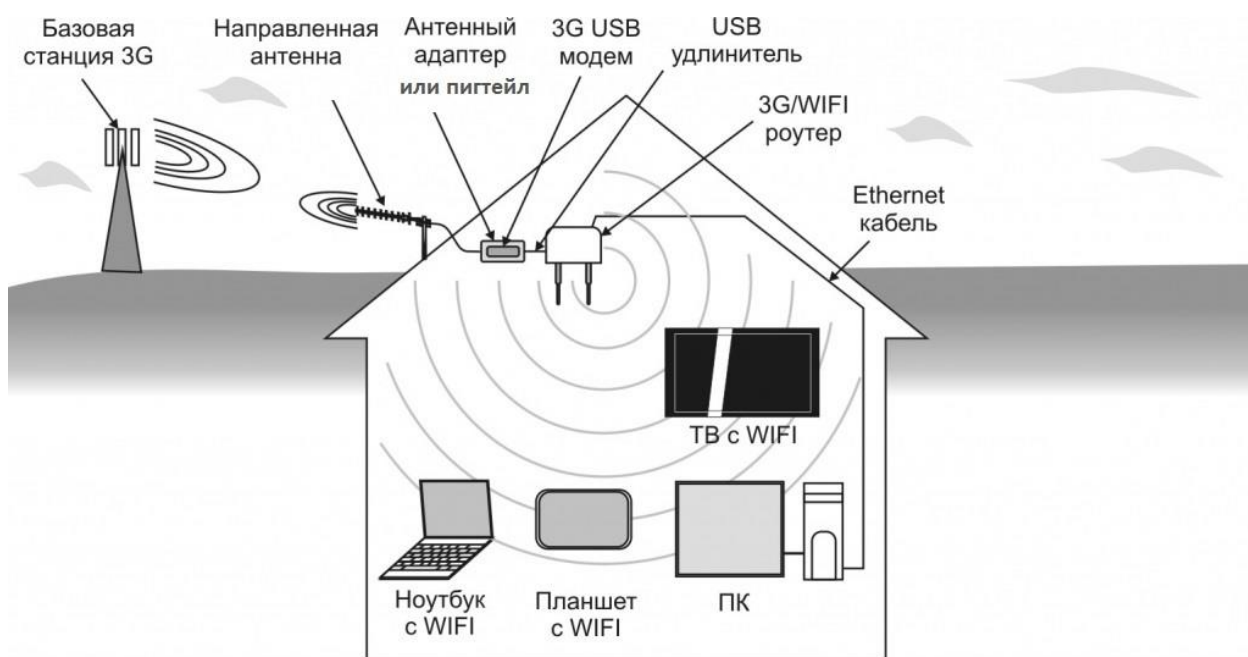 Базовая
станция 3G
Направленная
антенна
Антенный
адаптер
или пигтейл
3G USB
модем
USB
удлинитель
3G/WIFI
роутер
Ethernet
кабель
ТВ с WIFI
Ноутбук
с WIFI
Планшет
с WIFI
ПК